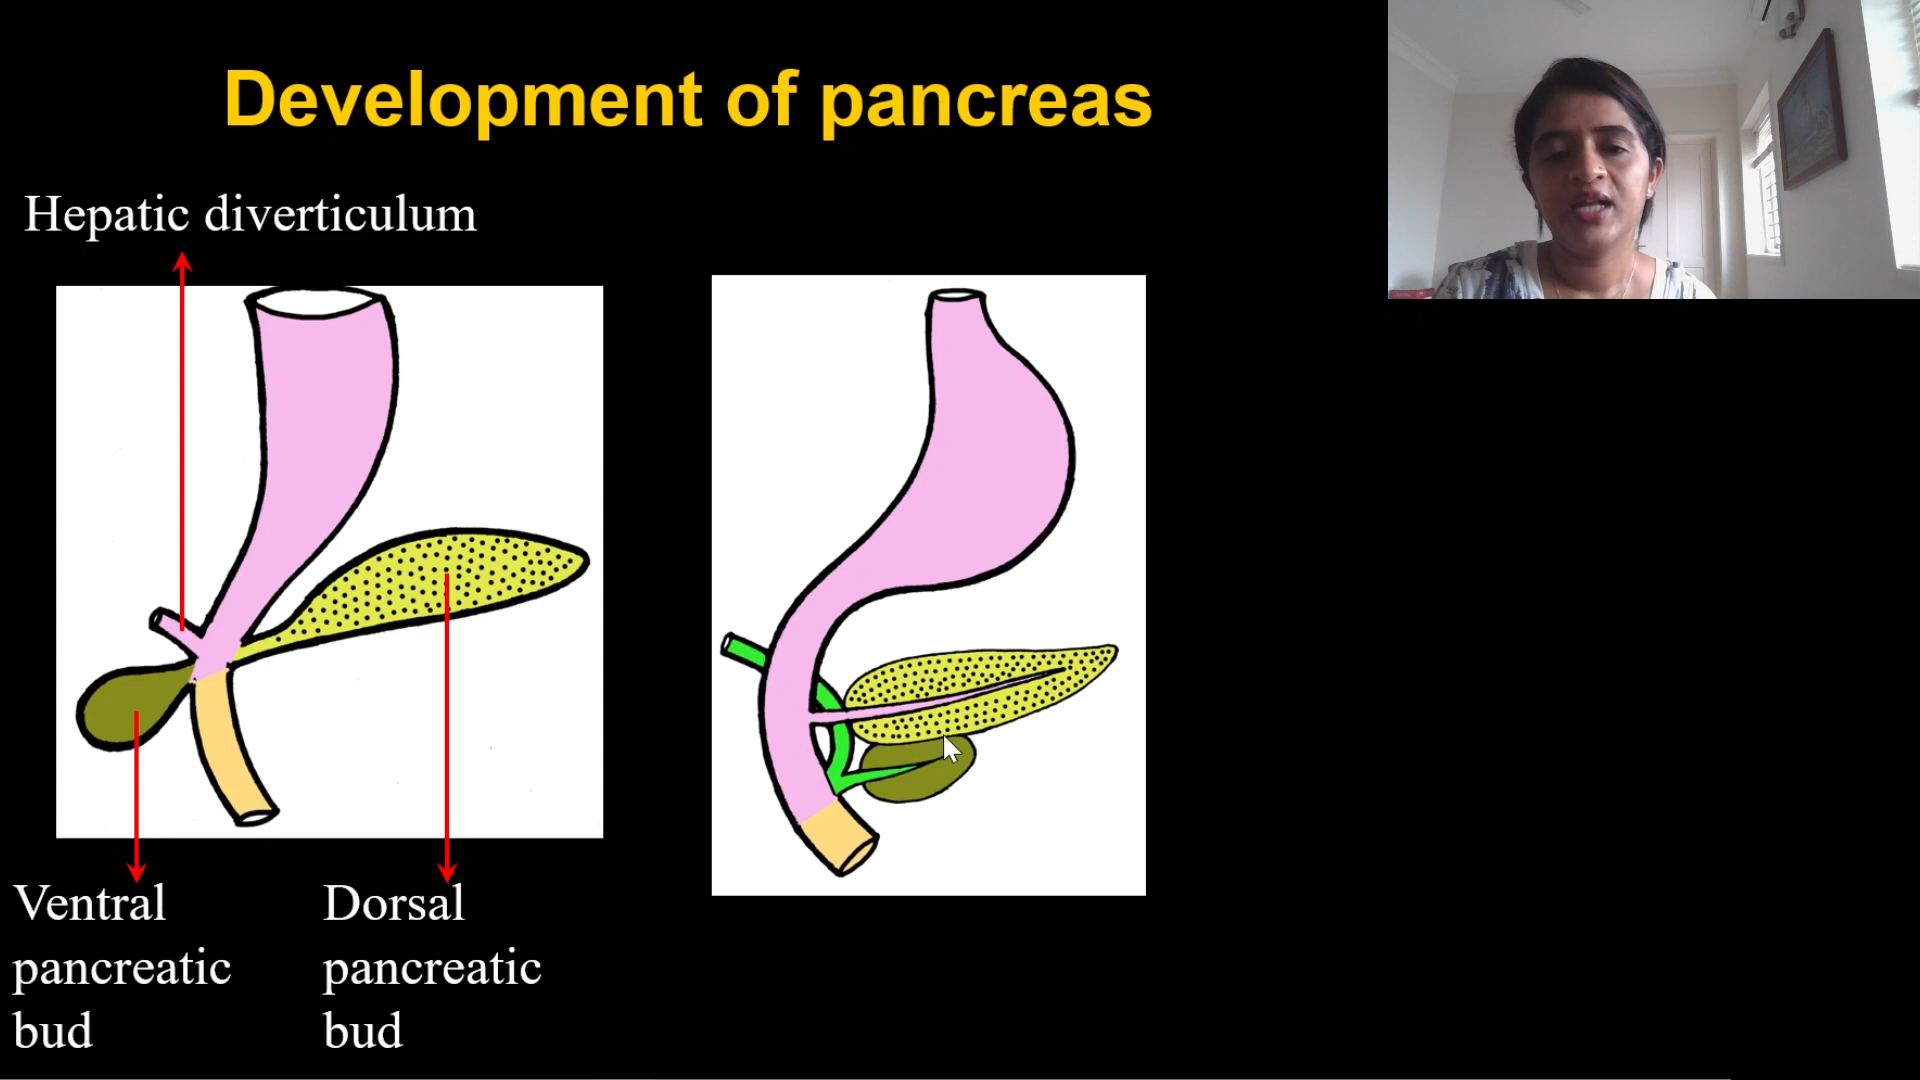 Development of pancreas
Hepatic diverticulum
Ventral
pancreatic
bud
Dorsal
pancreatic
bud